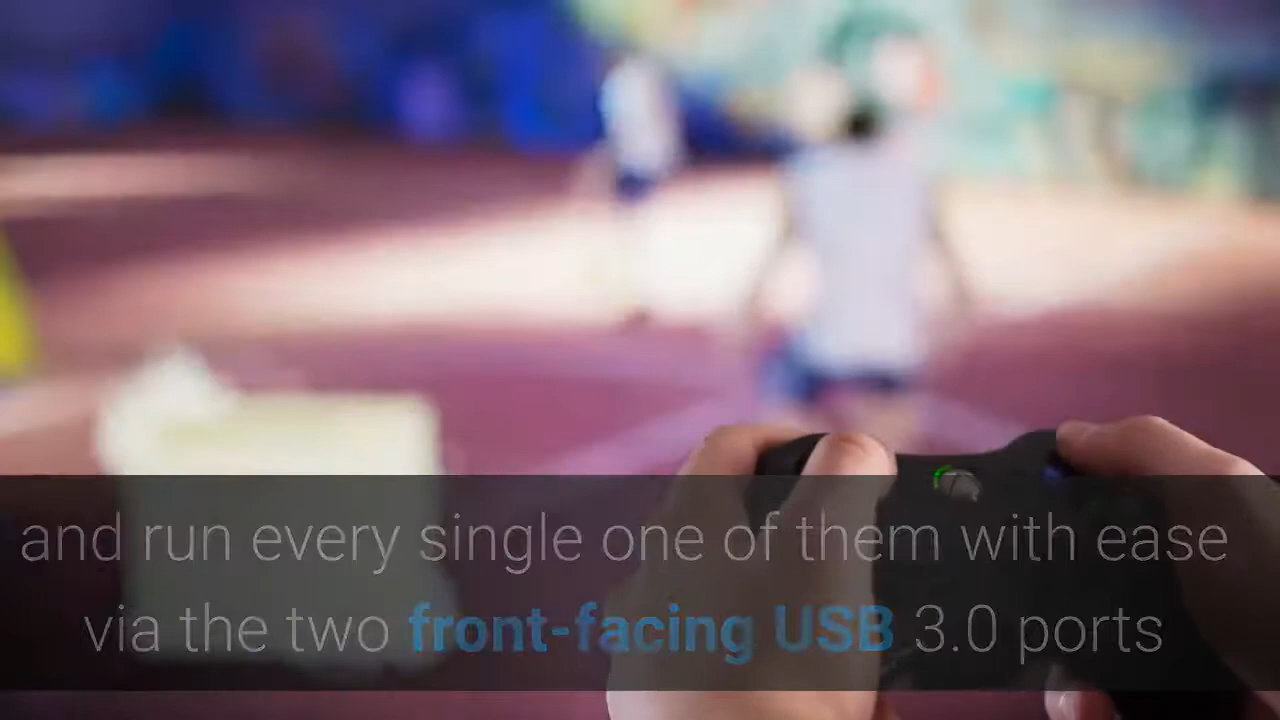 and run every single one of them with ease
via the two front-facing USB 3.0 ports